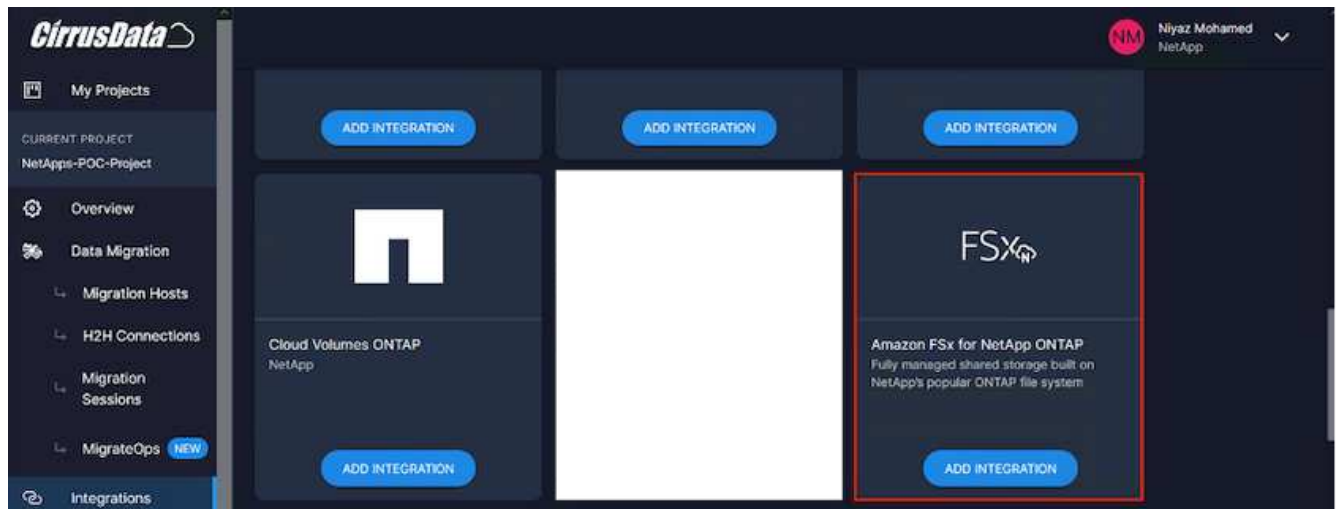 CirrusData
NM
Niyaz Mohamed
NetApp
My Projects
CURRENT PROJECT
NetApps-POC-Project
Overview
Data Migration
Migration Hosts
H2H Connections
Migration
Sessions
MigrateOps NEW
Integrations
ADD INTEGRATION
ADD INTEGRATION
ADD INTEGRATION
Cloud Volumes ONTAP
NetApp
ADD INTEGRATION
FSxN
Amazon FSx for NetApp ONTAP
Fully managed shared storage built on
NetApp's popular ONTAP file system
ADD INTEGRATION